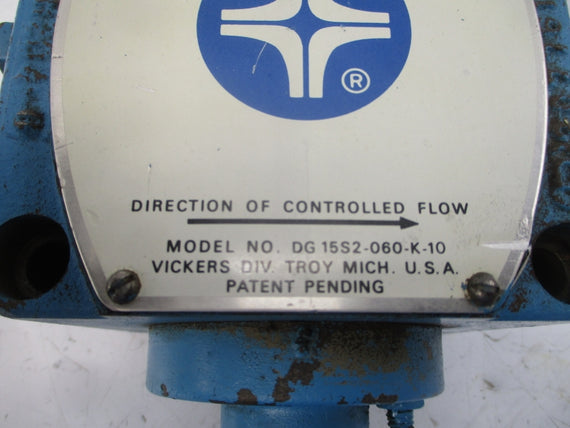 ®
DIRECTION OF CONTROLLED FLOW
MODEL NO. DG 15S2-060-K-10
VICKERS DIV. TROY MICH. U.S.A.
PATENT PENDING